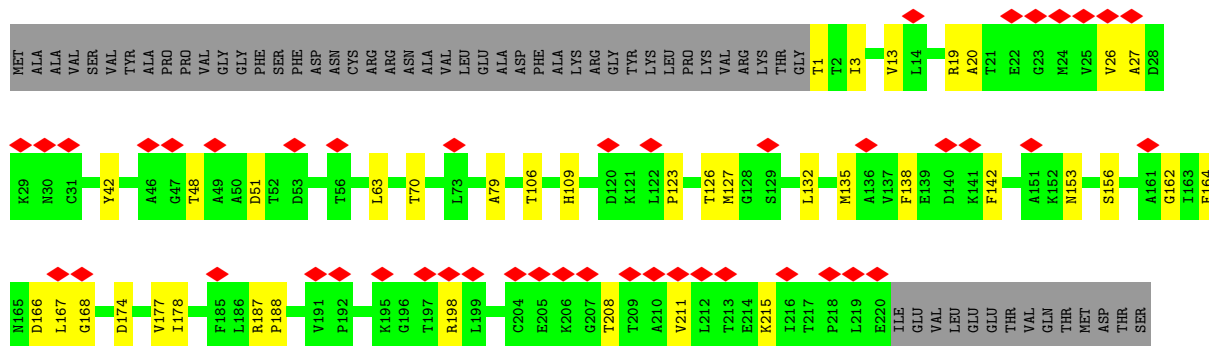 MET ALA ALA VAL SER VAL TYR ALA PRO PRO VAL GLY GLY PHE SER PHE ASP ASN CYS ARG ARG ASN ALA VAL LEU GLU ALA ASP PHE ALA LYS ARG GLY TYR LYS LEU PRO LYS VAL ARG LYS THR GLY T1 T2 I3 V13 L14 R19 A20 T21 E22 G23 M24 V25 V26 A27 D28
K29 N30 C31 Y42 A46 G47 T48 A49 A50 D51 T52 D53 T56 L63 T70 L73 A79 T106 H109 D120 K121 L122 P123 T126 M127 G128 S129 L132 M135 A136 V137 F138 E139 D140 K141 F142 A151 K152 N153 S156 A161 G162 I163 F164
N165 D166 L167 G168 D174 V177 I178 F185 L186 R187 P188 V191 P192 K195 G196 T197 R198 L199 C204 E205 K206 G207 T208 T209 A210 V211 L212 T213 E214 K215 I216 T217 P218 L219 E220 ILE GLU VAL LEU GLU GLU THR VAL GLN THR MET ASP THR SER